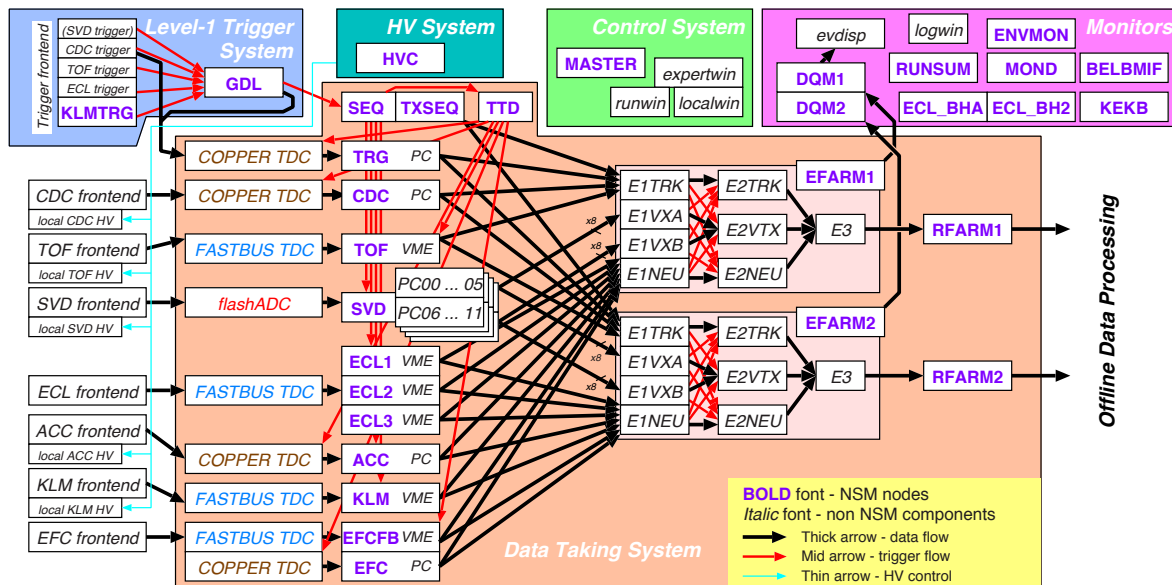 Level-1 Trigger
System
Trigger frontend
(SVD trigger)
CDC trigger
TOF trigger
ECL trigger
KLMTRG
GDL
HV System
HVC
Control System
MASTER
expertwin
runwin
localwin
Monitors
evdisp
logwin
ENVMON
DQM1
RUNSUM
MOND
BELBMIF
DQM2
ECL_BHA
ECL_BH2
KEKB
SEQ
TXSEQ
TTD
COPPER TDC
TRG PC
CDC frontend
COPPER TDC
CDC PC
local CDC HV
TOF frontend
FASTBUS TDC
TOF VME
local TOF HV
SVD frontend
flashADC
SVD
PC00 ... 05
PC06 ... 11
local SVD HV
ECL1 VME
ECL frontend
FASTBUS TDC
ECL2 VME
ECL3 VME
ACC frontend
local ACC HV
COPPER TDC
ACC PC
KLM frontend
FASTBUS TDC
KLM VME
local KLM HV
EFC frontend
FASTBUS TDC
EFCFB VME
COPPER TDC
EFC PC
Data Taking System
EFARM1
x8
x8
E1TRK
E1VXA
E1VXB
E1NEU
E2TRK
E2VTX
E2NEU
E3
RFARM1
EFARM2
x8
x8
E1TRK
E1VXA
E1VXB
E1NEU
E2TRK
E2VTX
E2NEU
E3
RFARM2
Offline Data Processing
BOLD font - NSM nodes
Italic font - non NSM components
Thick arrow - data flow
Mid arrow - trigger flow
Thin arrow - HV control